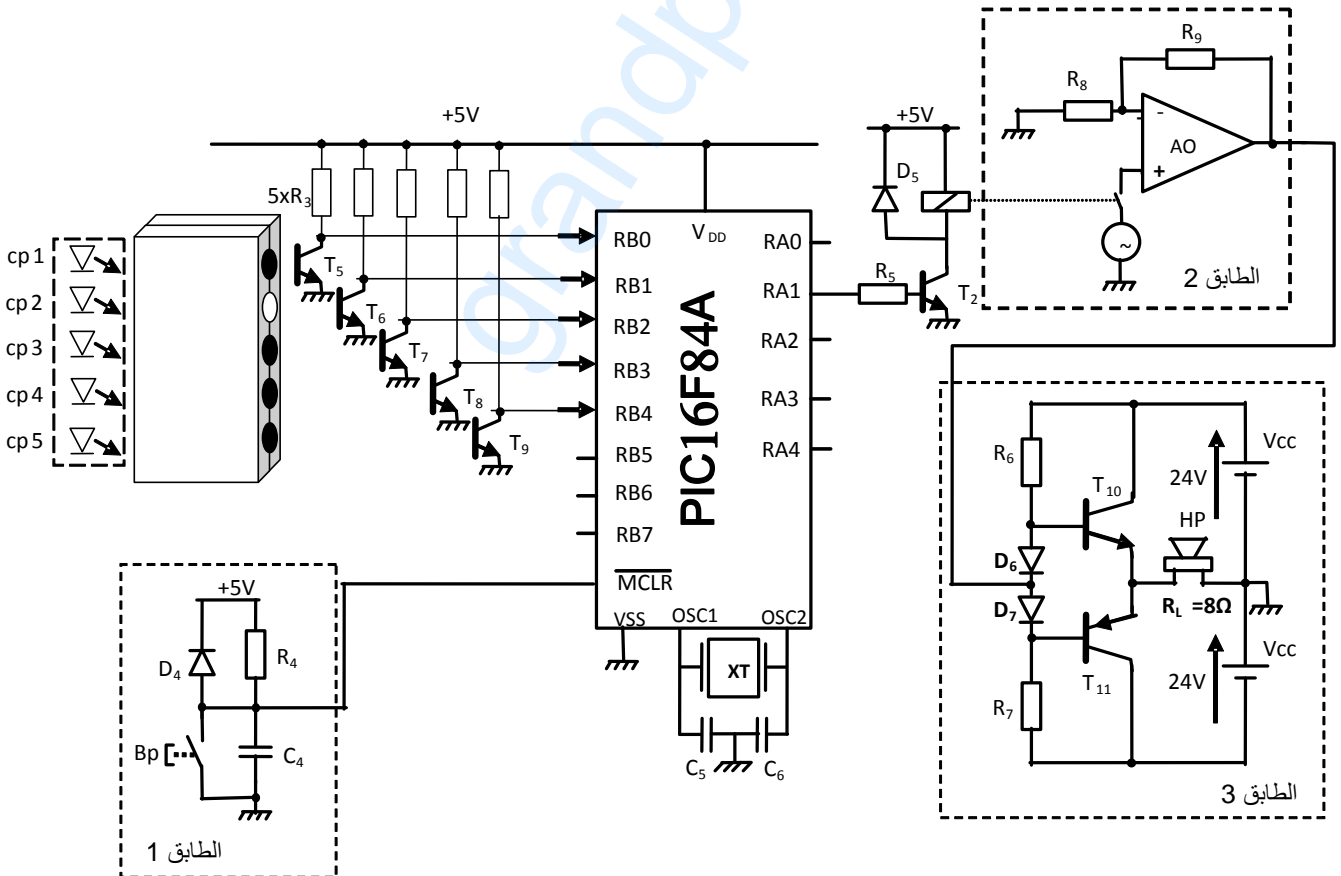 +5V
5xR3
cp 1
cp 2
cp 3
cp 4
cp 5
T5
T6
T7
T8
T9
RB0
RB1
RB2
RB3
RB4
RB5
RB6
RB7
MCLR
VSS
OSC1
OSC2
VDD
PIC16F84A
RA0
RA1
RA2
RA3
RA4
XT
C5
C6
+5V
D4
R4
Bp
C4
الطابق 1
+5V
D5
R5
T2
R9
R8
-
-
AO
+
~
الطابق 2
R6
T10
D6
D7
R7
T11
HP
RL =8Ω
Vcc
24V
Vcc
24V
الطابق 3
grandp